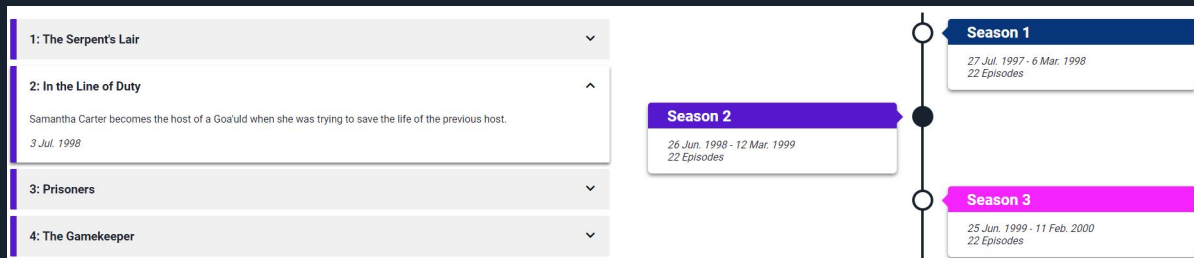 1: The Serpent's Lair
2: In the Line of Duty
Samantha Carter becomes the host of a Goa'uld when she was trying to save the life of the previous host.
3 Jul. 1998
3: Prisoners
4: The Gamekeeper
Season 1
27 Jul. 1997 - 6 Mar. 1998
22 Episodes
Season 2
26 Jun. 1998 - 12 Mar. 1999
22 Episodes
Season 3
25 Jun. 1999 - 11 Feb. 2000
22 Episodes